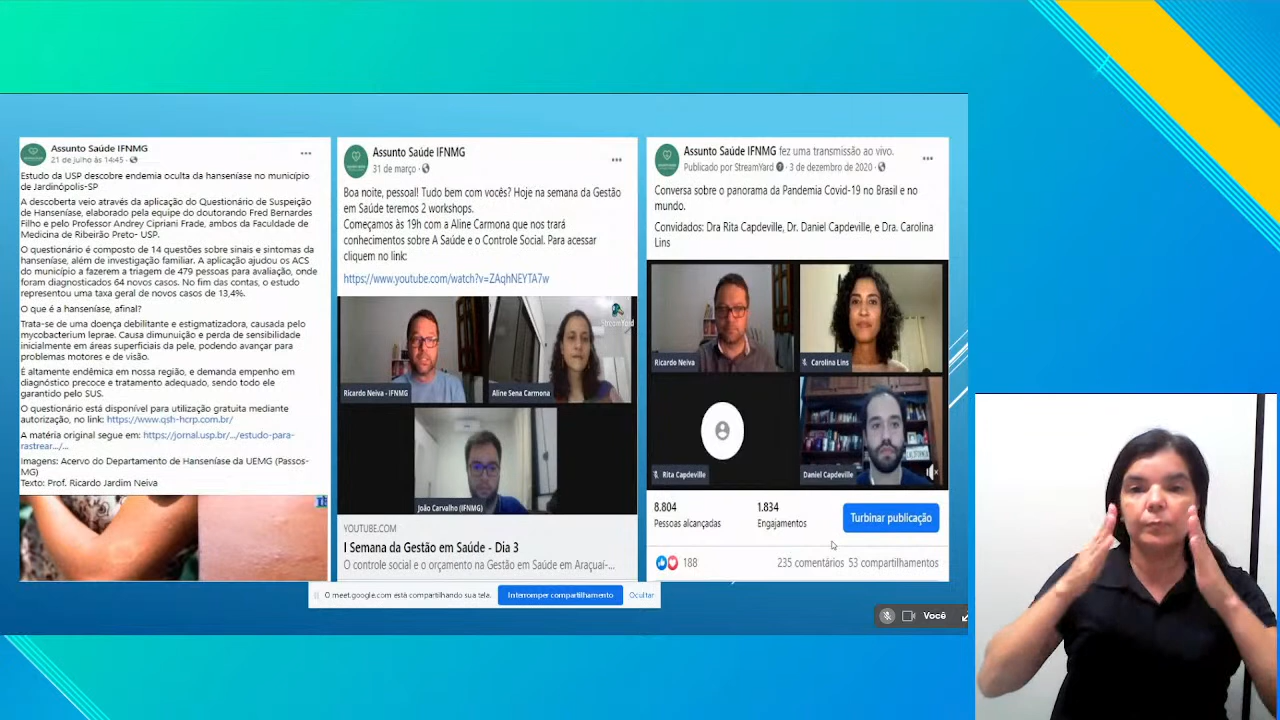 Assunto Saúde IFNMG
21 de julho às 14:45
Estudo da USP descobre endemia oculta da hanseníase no município
de Jardinópolis-SP
A descoberta veio através da aplicação do Questionário de Suspeição
de Hanseníase, elaborado pela equipe do doutorando Fred Bernardes
Filho e pelo Professor Andrey Cipriani Frade, ambos da Faculdade de
Medicina de Ribeirão Preto- USP.
O questionário é composto de 14 questões sobre sinais e sintomas da
hanseníase, além de investigação familiar. A aplicação ajudou os ACS
do município a fazerem a triagem de 479 pessoas para avaliação, onde
foram diagnosticados 64 novos casos. No fim das contas, o estudo
representou uma taxa geral de novos casos de 13,4%.
O que é a hanseníase, afinal?
Trata-se de uma doença debilitante e estigmatizadora, causada pelo
mycobacterium leprae. Causa dimunuição e perda de sensibilidade
inicialmente em áreas superficiais da pele, podendo avançar para
problemas motores e de visão.
É altamente endêmica em nossa região, e demanda empenho em
diagnóstico precoce e tratamento adequado, sendo todo ele
garantido pelo SUS.
O questionário está disponível para utilização gratuita mediante
autorização, no link: https://www.qsh-hcrp.com.br/
A matéria original segue em: https://jornal.usp.br/.../estudo-para-
rastrear.../...
Imagens: Acervo do Departamento de Hanseníase da UEMG (Passos-
MG)
Texto: Prof. Ricardo Jardim Neiva
Assunto Saúde IFNMG
31 de março
Boa noite, pessoal! Tudo bem com vocês? Hoje na semana da Gestão
em Saúde teremos 2 workshops.
Começamos às 19h com a Aline Carmona que nos trará
conhecimentos sobre A Saúde e o Controle Social. Para acessar
cliquem no link:
https://www.youtube.com/watch?v=ZAqhNEYTA7w
StreamYard
Ricardo Neiva - IFNMG
Aline Sena Carmona
João Carvalho (IFNMG)
YOUTUBE.COM
I Semana da Gestão em Saúde - Dia 3
O controle social e o orçamento na Gestão em Saúde em Araçuaí-...
Assunto Saúde IFNMG fez uma transmissão ao vivo.
Publicado por StreamYard · 3 de dezembro de 2020
Conversa sobre o panorama da Pandemia Covid-19 no Brasil e no
mundo.
Convidados: Dra Rita Capdeville, Dr. Daniel Capdeville, e Dra. Carolina
Lins
Ricardo Neiva
Carolina Lins
Rita Capdeville
Daniel Capdeville
8.804
Pessoas alcançadas
1.834
Engajamentos
Turbinar publicação
188
235 comentários 53 compartilhamentos
O meet.google.com está compartilhando sua tela.
Interromper compartilhamento
Ocultar
Você